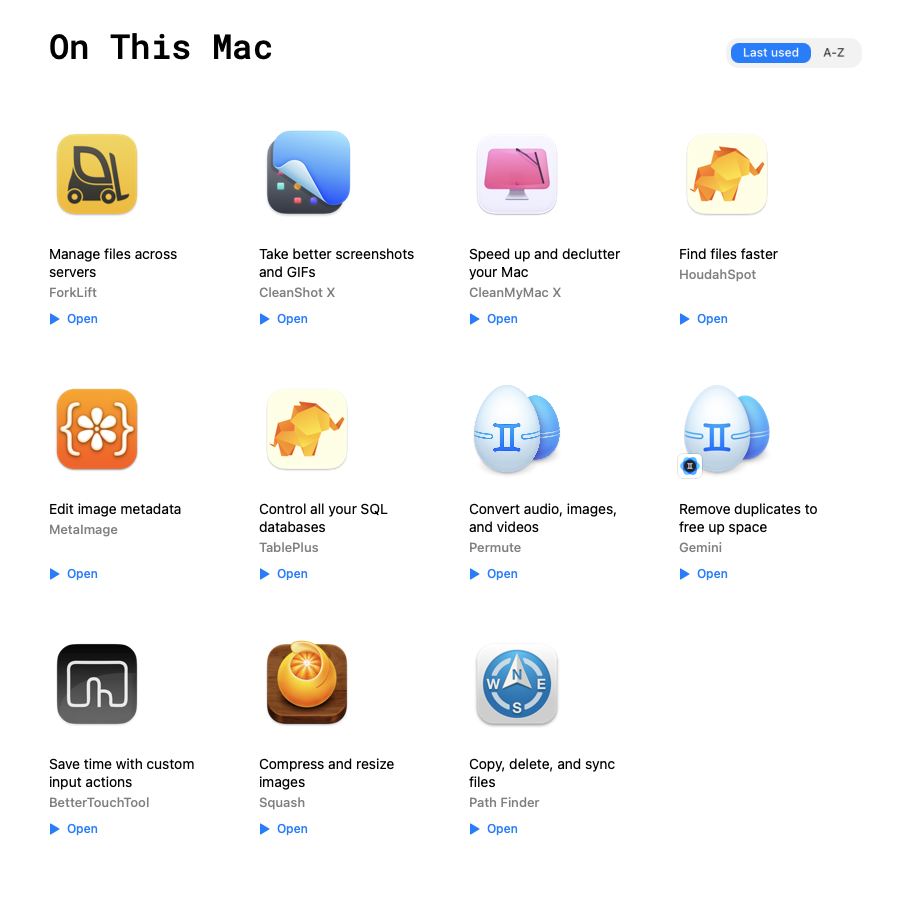 On This Mac
Last used
A-Z
Manage files across
servers
ForkLift
Open
Take better screenshots
and GIFs
CleanShot X
Open
Speed up and declutter
your Mac
CleanMyMac X
Open
Find files faster
HoudahSpot
Open
Edit image metadata
MetaImage
Open
Control all your SQL
databases
TablePlus
Open
Convert audio, images,
and videos
Permute
Open
Remove duplicates to
free up space
Gemini
Open
Save time with custom
input actions
BetterTouchTool
Open
Compress and resize
images
Squash
Open
N
W E
S
Copy, delete, and sync
files
Path Finder
Open